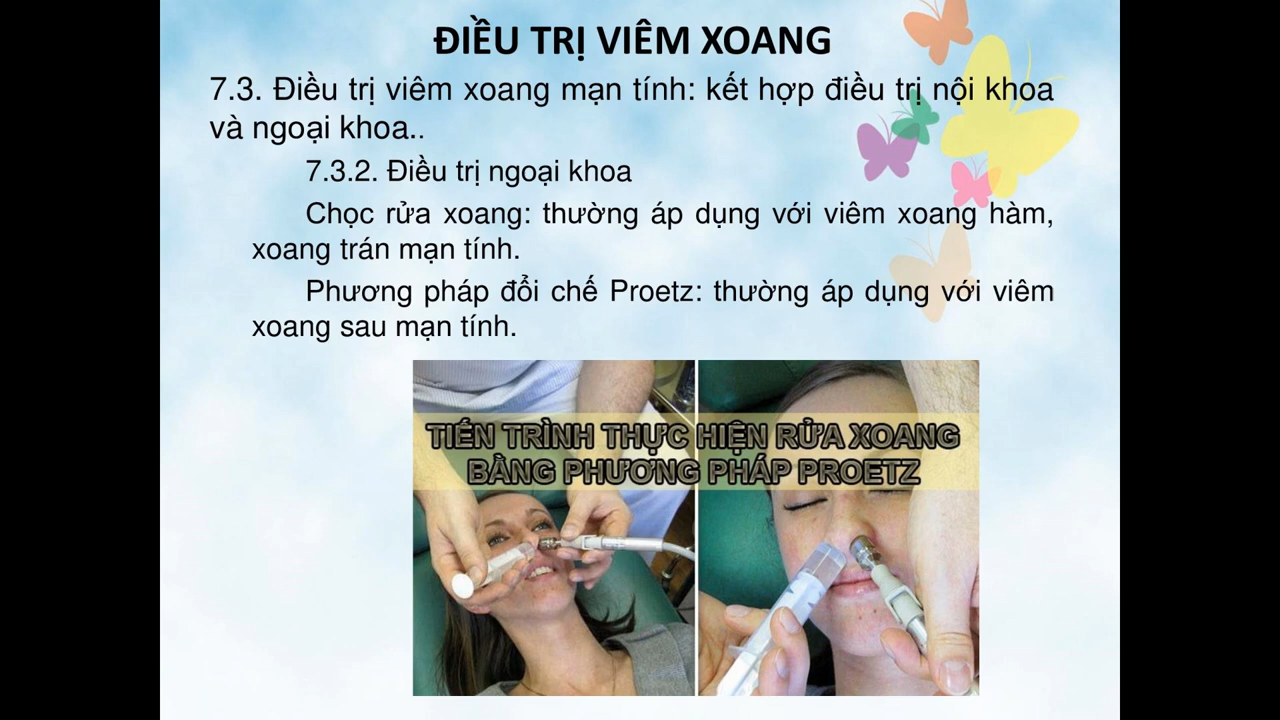 ĐIỀU TRỊ VIÊM XOANG
7.3. Điều trị viêm xoang mạn tính: kết hợp điều trị nội khoa
và ngoại khoa..
7.3.2. Điều trị ngoại khoa
Chọc rửa xoang: thường áp dụng với viêm xoang hàm,
xoang trán mạn tính.
Phương pháp đổi chế Proetz: thường áp dụng với viêm
xoang sau mạn tính.
TIẾN TRÌNH THỰC HIỆN RỬA XOANG
BẰNG PHƯƠNG PHÁP PROETZ